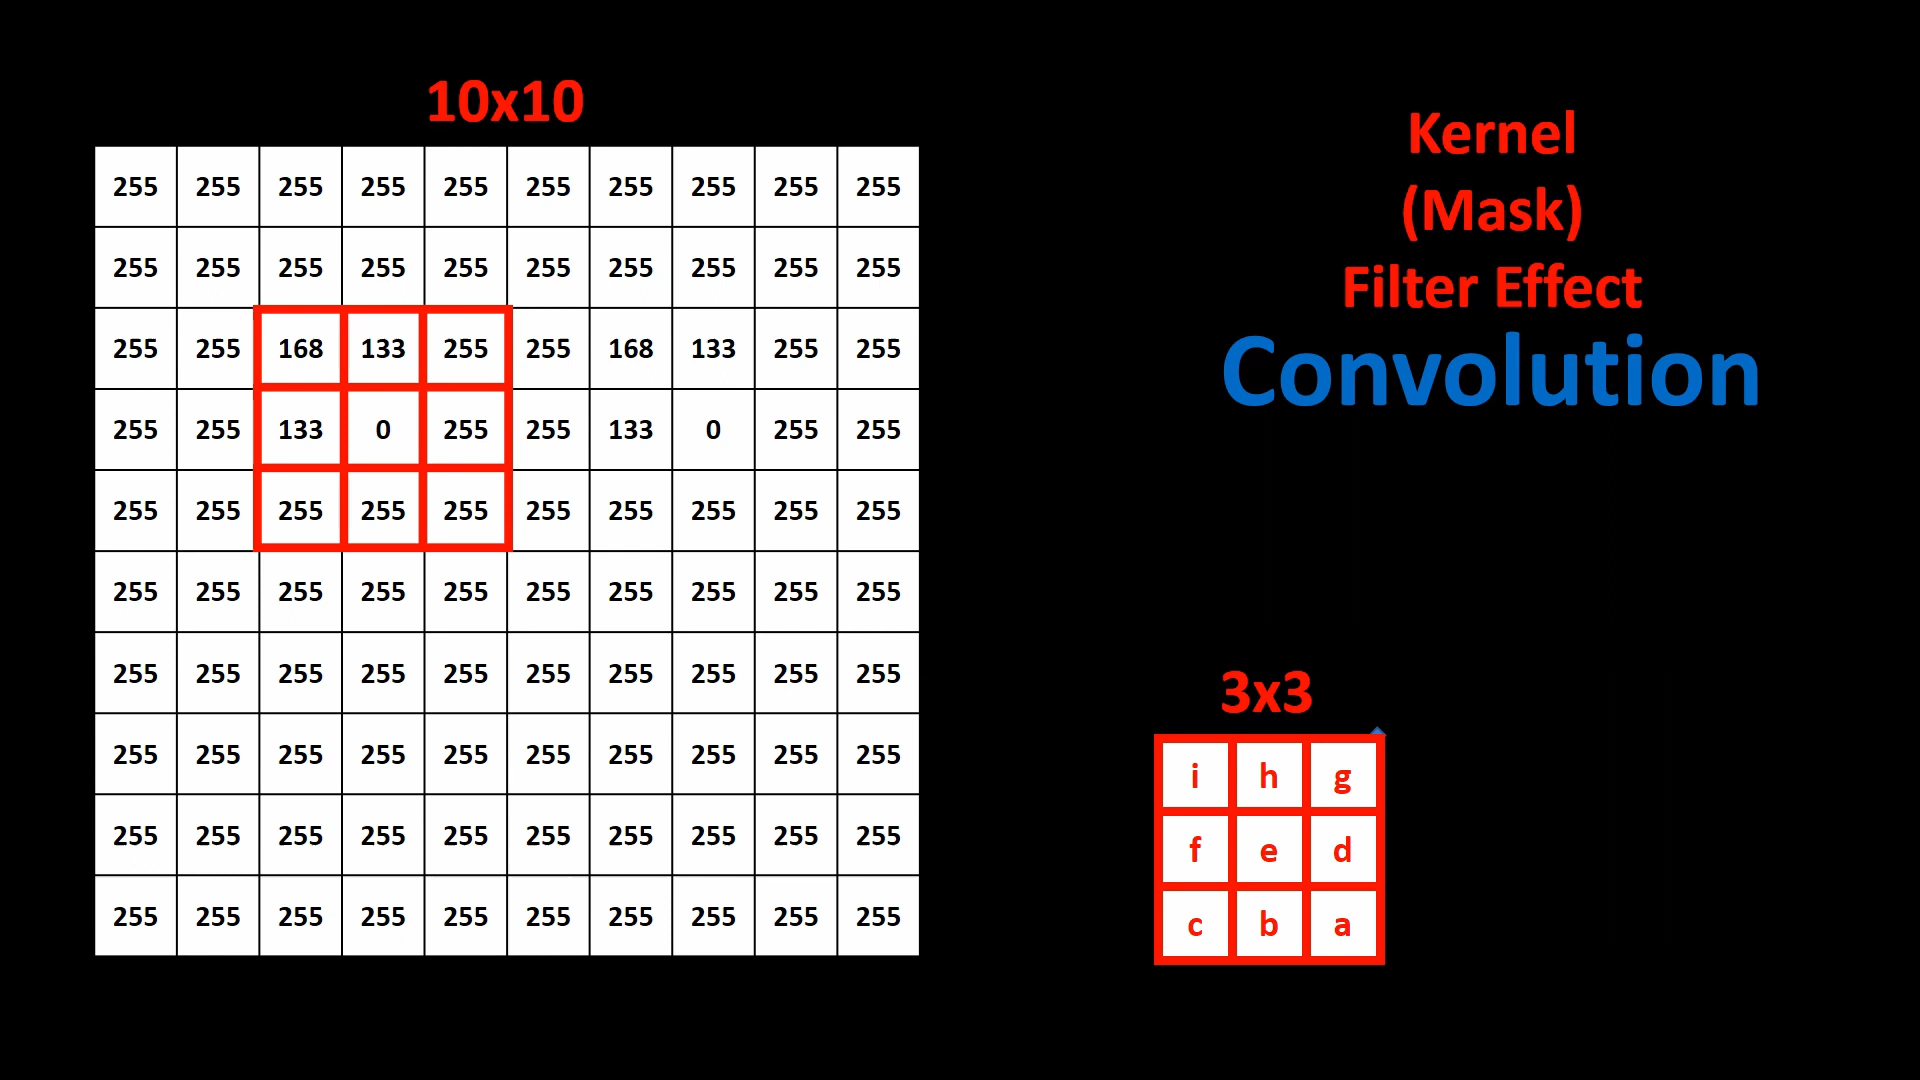 10x10
255 255 255 255 255 255 255 255 255 255
255 255 255 255 255 255 255 255 255 255
255 255 168 133 255 255 168 133 255 255
255 255 133 0 255 255 133 0 255 255
255 255 255 255 255 255 255 255 255 255
255 255 255 255 255 255 255 255 255 255
255 255 255 255 255 255 255 255 255 255
255 255 255 255 255 255 255 255 255 255
255 255 255 255 255 255 255 255 255 255
255 255 255 255 255 255 255 255 255 255
Kernel
(Mask)
Filter Effect
Convolution
3x3
i h g
f e d
c b a